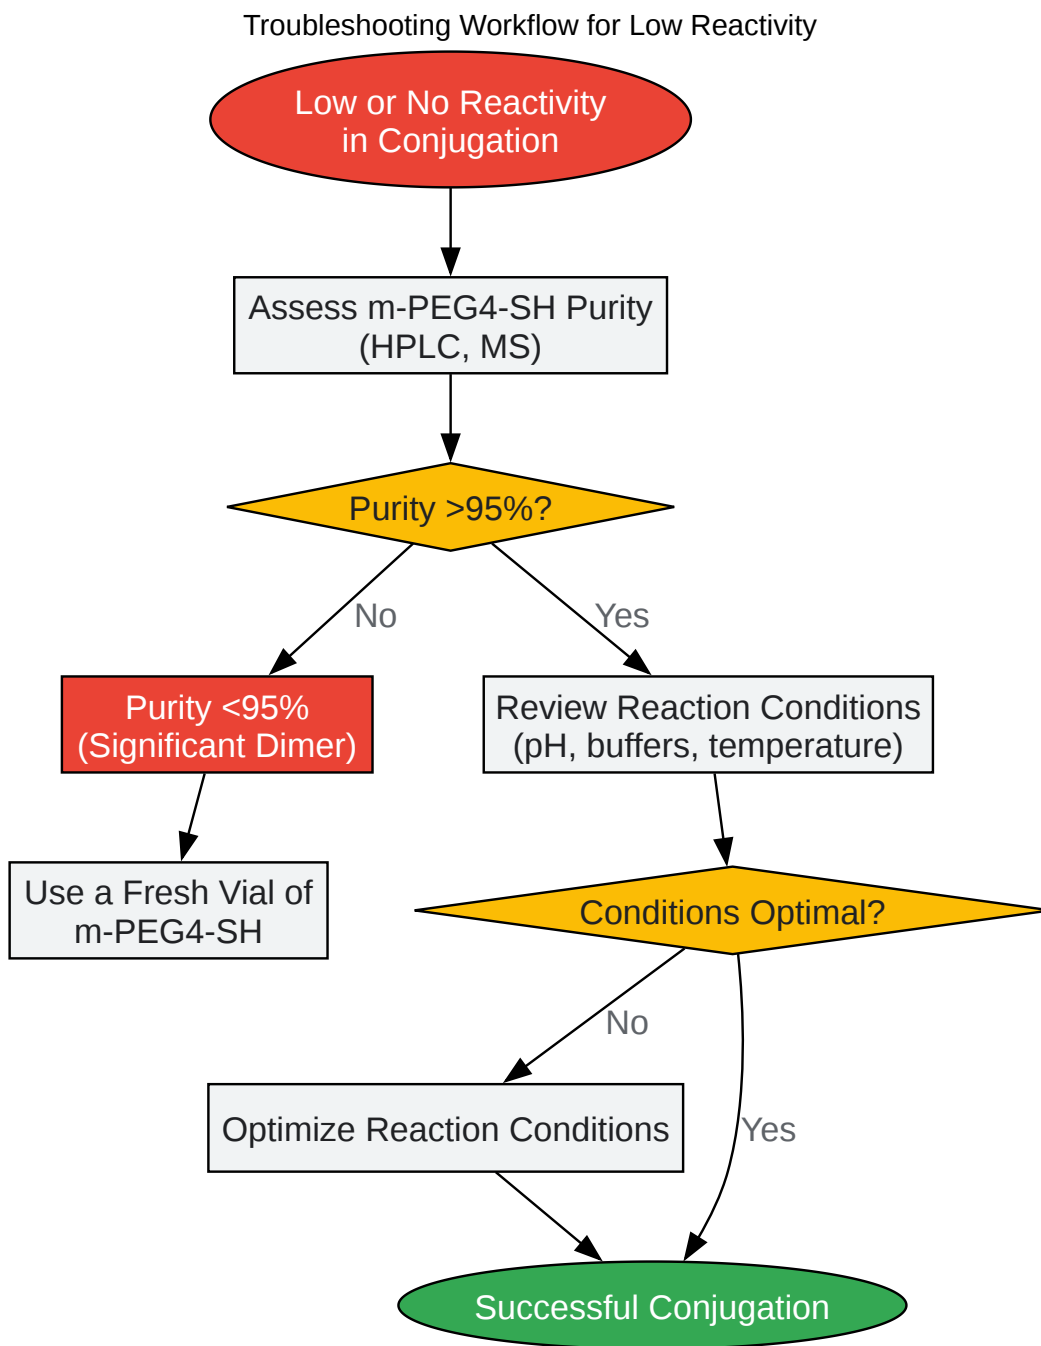 Troubleshooting Workflow for Low Reactivity
Low or No Reactivity
in Conjugation
Assess m-PEG4-SH Purity
(HPLC, MS)
Purity >95%?
No
Yes
Purity <95%
(Significant Dimer)
Review Reaction Conditions
(pH, buffers, temperature)
Use a Fresh Vial of
m-PEG4-SH
Conditions Optimal?
No
Optimize Reaction Conditions
Yes
Successful Conjugation